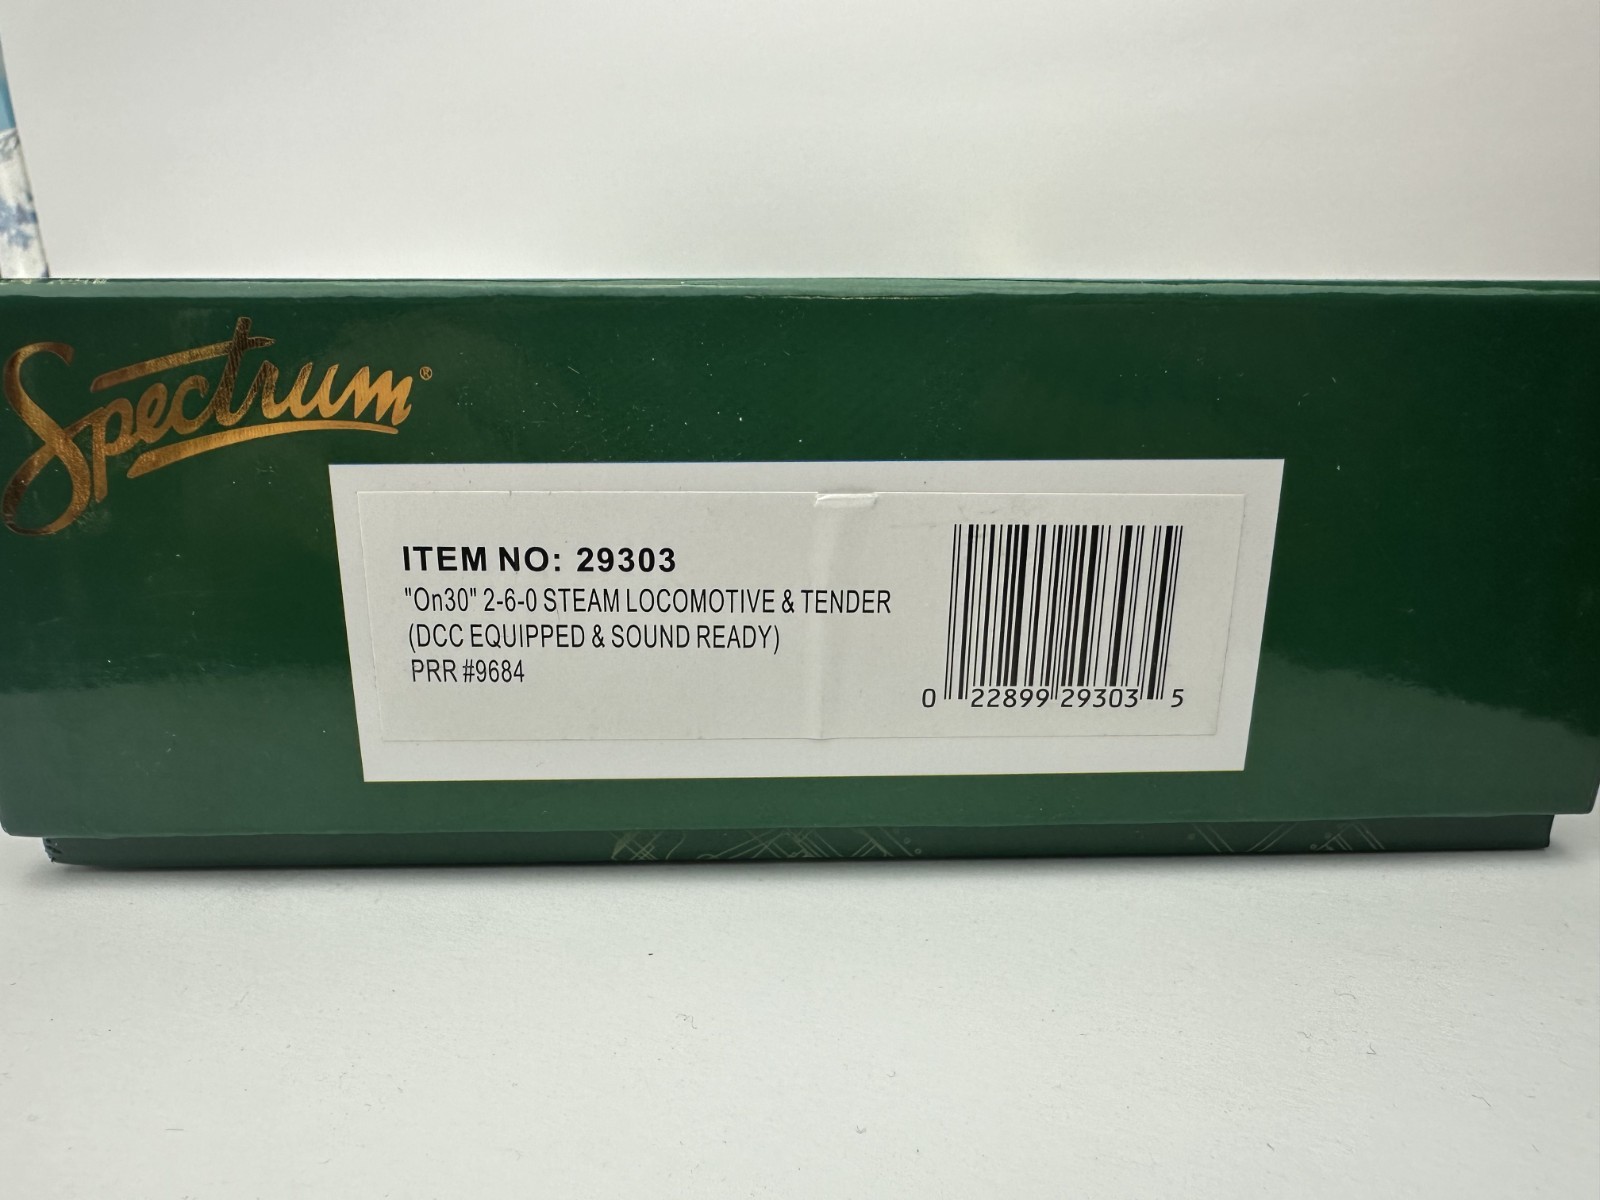 Spectrum®
ITEM NO: 29303
"On30" 2-6-0 STEAM LOCOMOTIVE & TENDER
(DCC EQUIPPED & SOUND READY)
PRR #9684
0 22899 29303 5